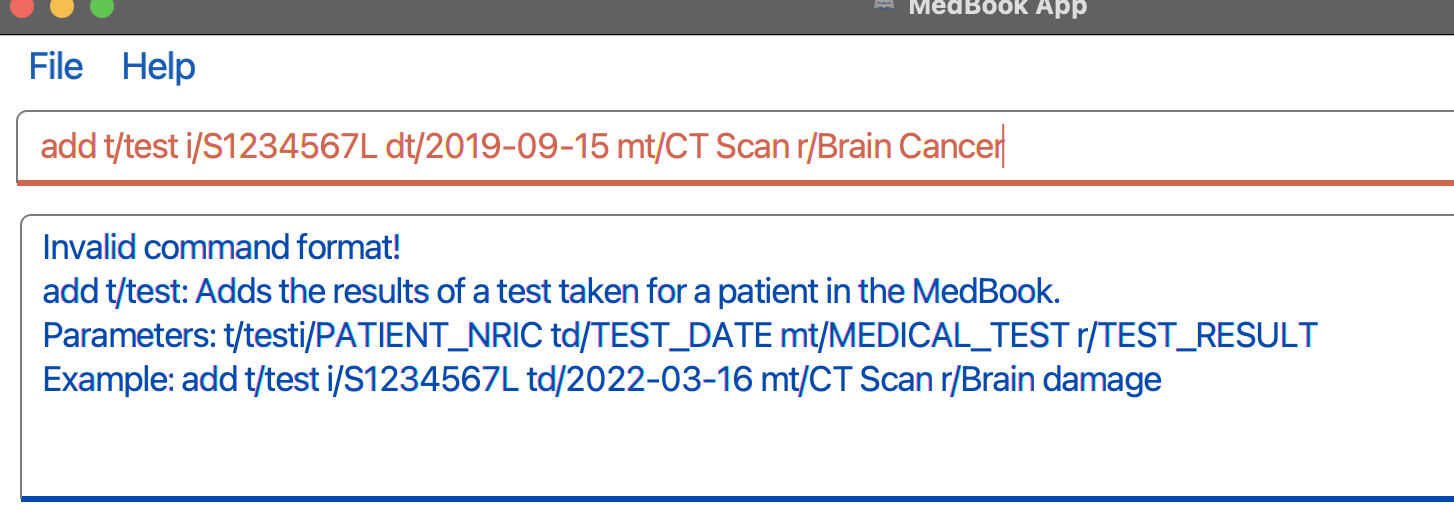 MedBook App
File Help
add t/test i/S1234567L dt/2019-09-15 mt/CT Scan r/Brain Cancer
Invalid command format!
add t/test: Adds the results of a test taken for a patient in the MedBook.
Parameters: t/testi/PATIENT_NRIC td/TEST_DATE mt/MEDICAL_TEST r/TEST_RESULT
Example: add t/test i/S1234567L td/2022-03-16 mt/CT Scan r/Brain damage